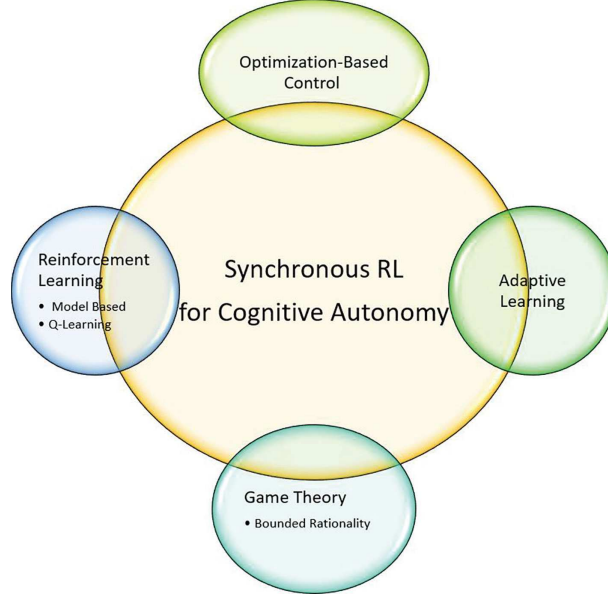 Optimization-Based
Control
Reinforcement
Learning
• Model Based
• Q-Learning
Synchronous RL
for Cognitive Autonomy
Adaptive
Learning
Game Theory
• Bounded Rationality